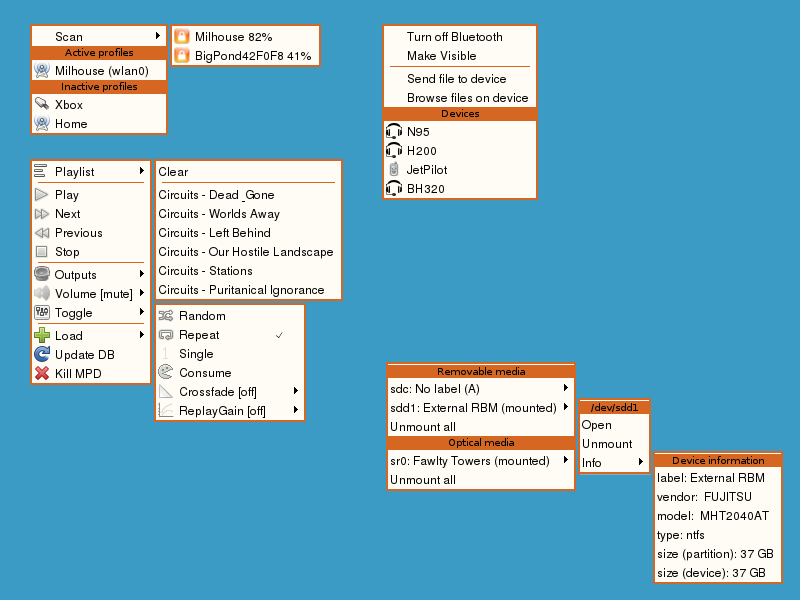 Scan
Active profiles
Milhouse (wlan0)
Inactive profiles
Xbox
Home
Milhouse 82%
BigPond42F0F8 41%
Turn off Bluetooth
Make Visible
Send file to device
Browse files on device
Devices
N95
H200
JetPilot
BH320
Playlist
Play
Next
Previous
Stop
Outputs
Volume [mute]
Toggle
Load
Update DB
Kill MPD
Clear
Circuits - Dead _Gone
Circuits - Worlds Away
Circuits - Left Behind
Circuits - Our Hostile Landscape
Circuits - Stations
Circuits - Puritanical Ignorance
Random
Repeat
Single
Consume
Crossfade [off]
ReplayGain [off]
Removable media
sdc: No label (A)
sdd1: External RBM (mounted)
Unmount all
Optical media
sr0: Fawlty Towers (mounted)
Unmount all
/dev/sdd1
Open
Unmount
Info
Device information
label: External RBM
vendor: FUJITSU
model: MHT2040AT
type: ntfs
size (partition): 37 GB
size (device): 37 GB